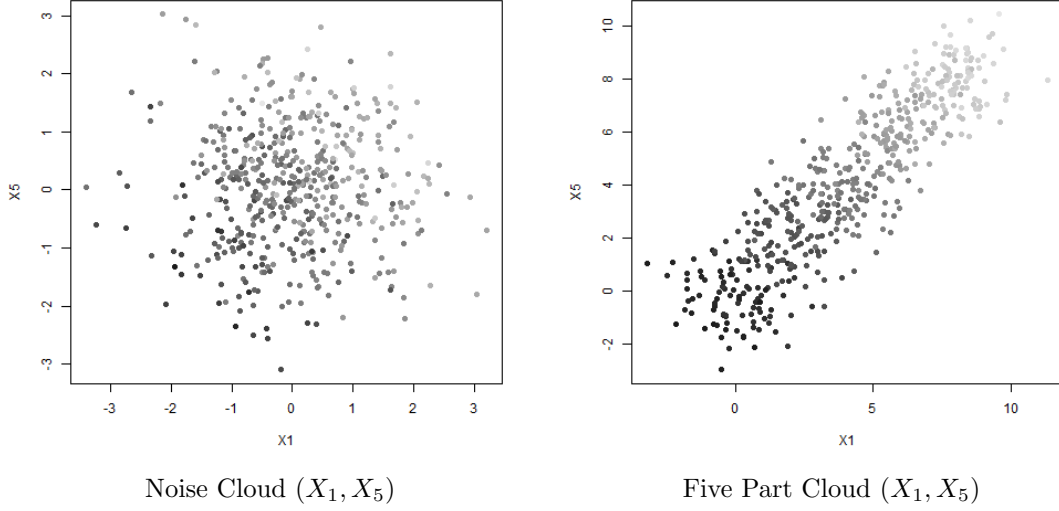 3
2
1
0
-1
-2
-3
X5
-3 -2 -1 0 1 2 3
X1
Noise Cloud (X₁, X₅)
10
8
6
4
2
0
-2
X5
0 5 10
X1
Five Part Cloud (X₁, X₅)